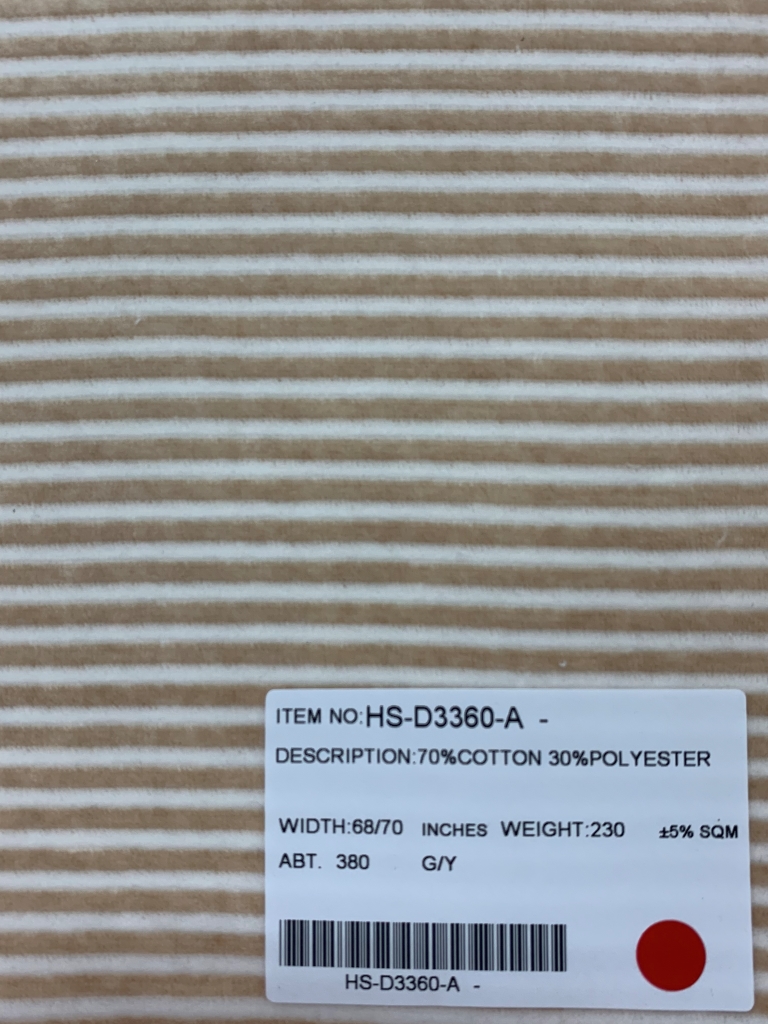 ITEM NO:HS-D3360-A -
DESCRIPTION:70%COTTON 30%POLYESTER
WIDTH:68/70 INCHES WEIGHT:230 ±5% SQM
ABT. 380 G/Y
HS-D3360-A -